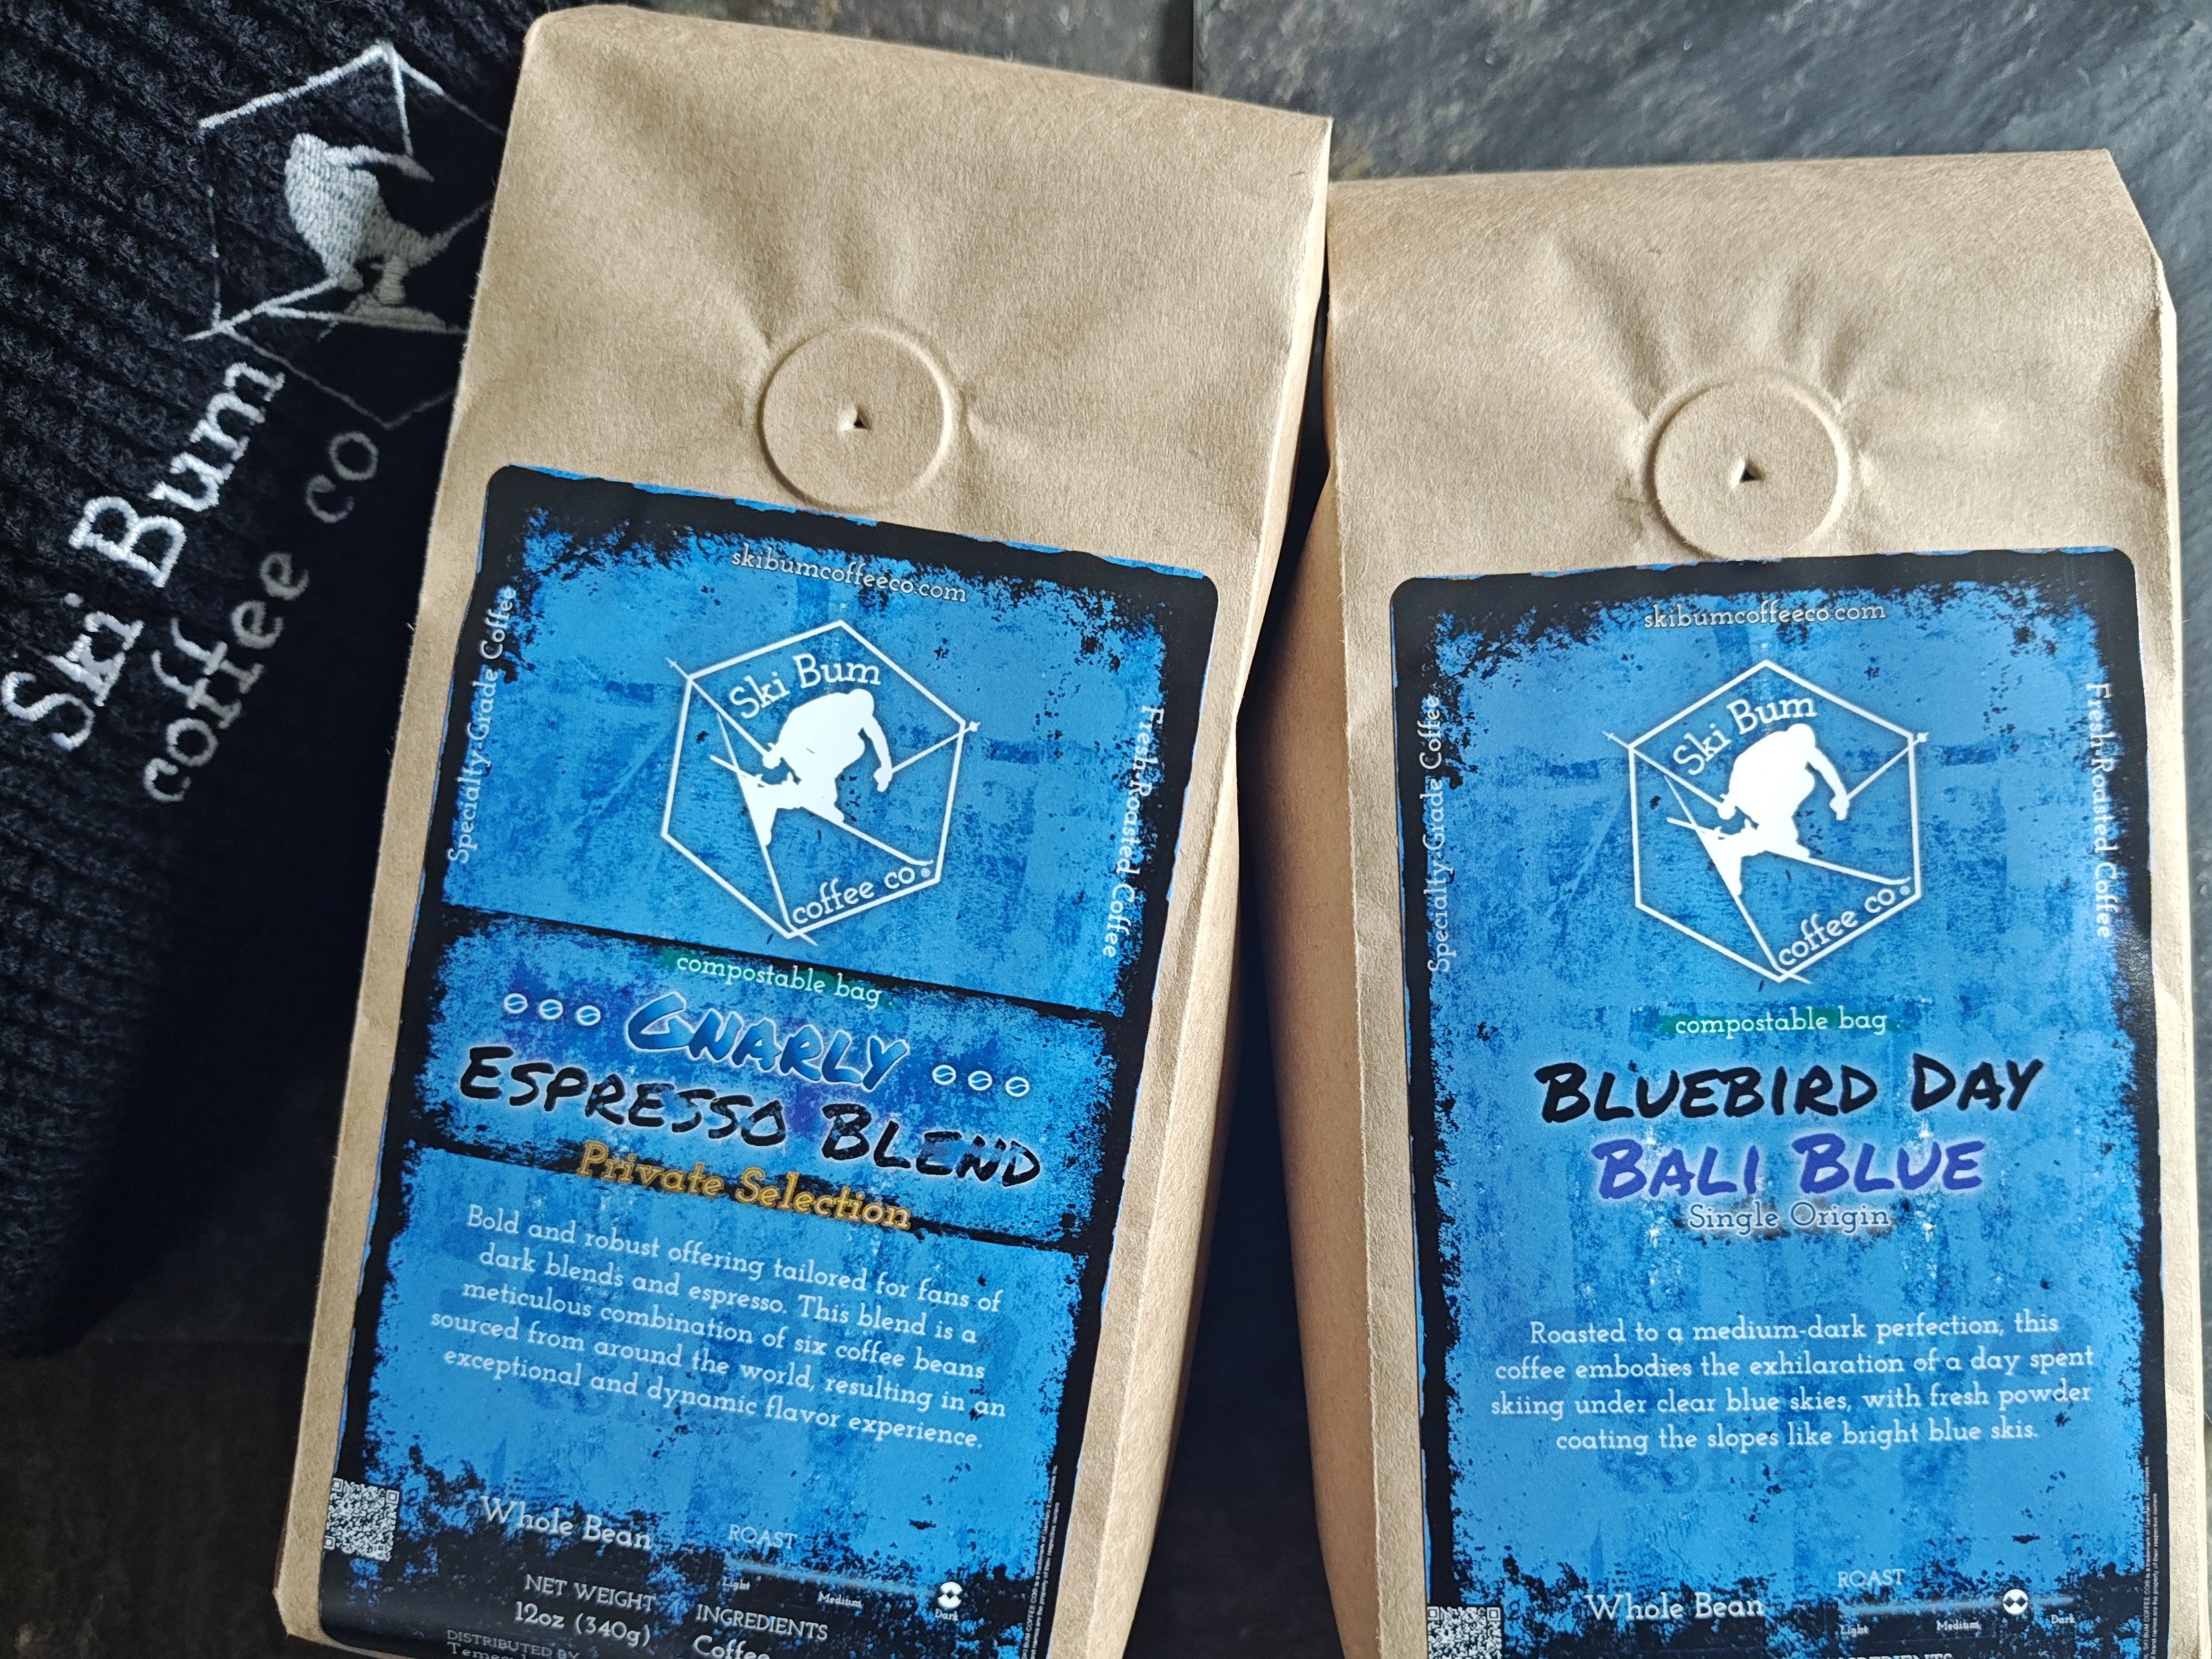 Ski Bum
coffee co
skibumcoffeeco.com
Specialty-Grade Coffee
Fresh-Roasted Coffee
Ski Bum
coffee co®
compostable bag
GNARLY
ESPRESSO BLEND
Private Selection
Bold and robust offering tailored for fans of
dark blends and espresso. This blend is a
meticulous combination of six coffee beans
sourced from around the world, resulting in an
exceptional and dynamic flavor experience.
Whole Bean
NET WEIGHT
12oz (340g)
DISTRIBUTED BY
ROAST
Light
Medium
Dark
INGREDIENTS
Coffee
skibumcoffeeco.com
Specialty-Grade Coffee
Fresh-Roasted Coffee
Ski Bum
coffee co®
compostable bag
BLUEBIRD DAY
BALI BLUE
Single Origin
Roasted to a medium-dark perfection, this
coffee embodies the exhilaration of a day spent
skiing under clear blue skies, with fresh powder
coating the slopes like bright blue skis.
Whole Bean
ROAST
Light
Medium
Dark